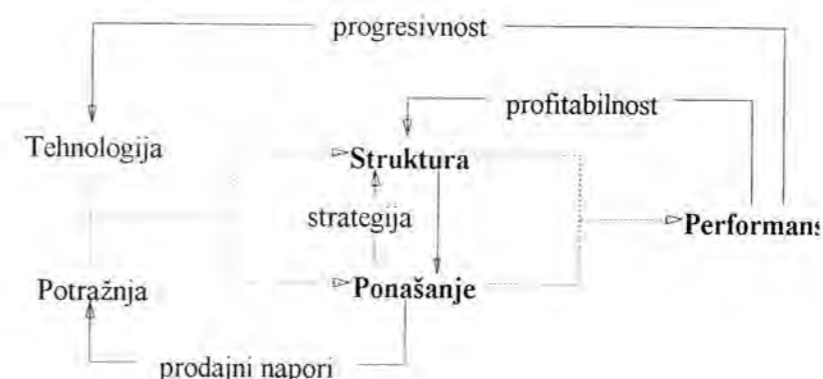 progresivnost
profitabilnost
Tehnologija
Struktura
strategija
Performans
Potražnja
Ponašanje
prodajni napori